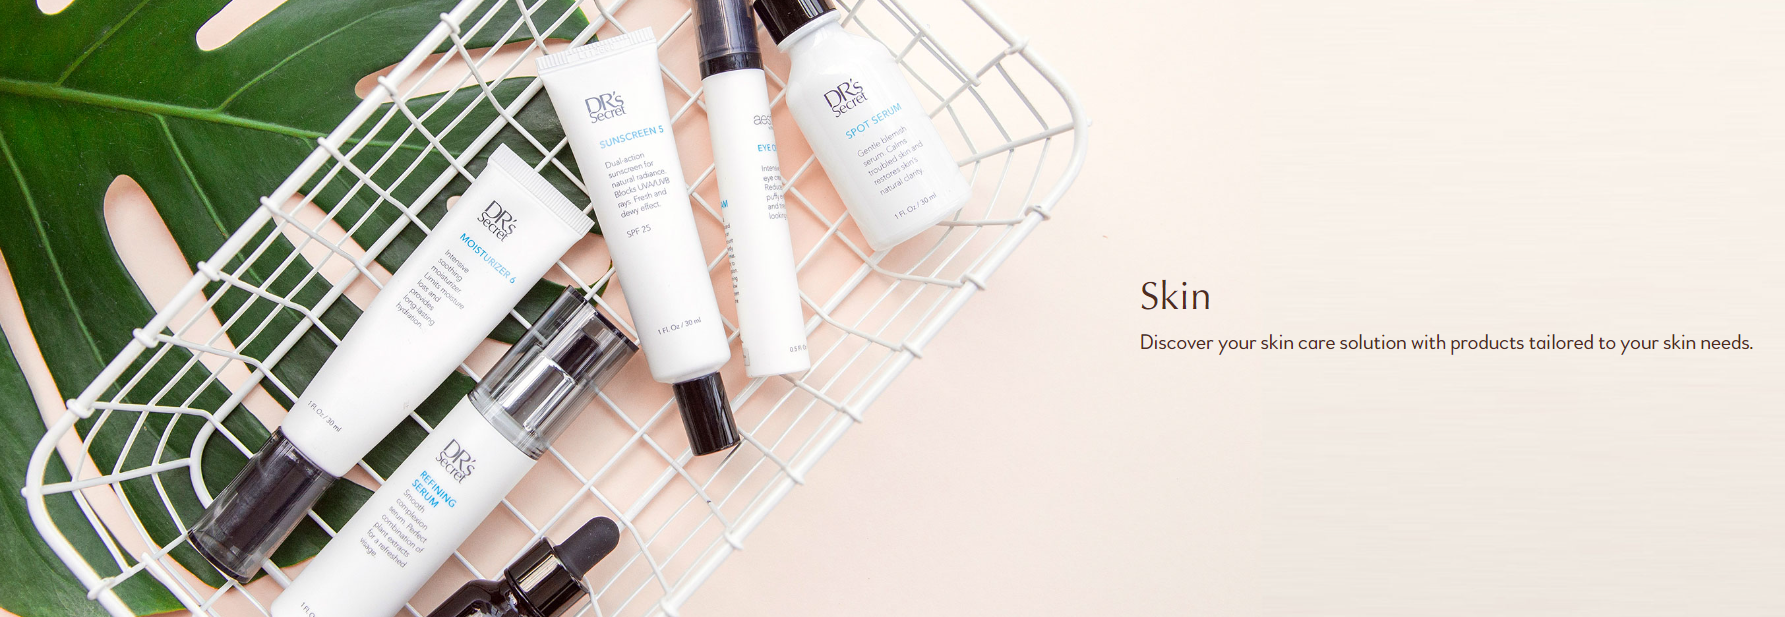 DR's
Secret
SUNSCREEN 5
Dual-action
sunscreen for
natural radiance.
Blocks UVA/UVB
rays. Fresh and
dewy effect.
SPF 25
1 Fl. Oz / 30 ml
EYE
DR's
Secret
SPOT SERUM
Gentle blemish
serum. Calms
troubled skin and
restores skin's
natural clarity
1 Fl. Oz / 30 ml
DR's
Secret
MOISTURIZER 6
Intensive
soothing
moisturizer.
Limits moisture
loss and
provides
long-lasting
hydration.
1 Fl. Oz / 30 ml
DR's
Secret
REFINING
SERUM
Smooth
complexion
serum. Perfect
combination of
plant extracts
for a refreshed
visage.
Skin
Discover your skin care solution with products tailored to your skin needs.